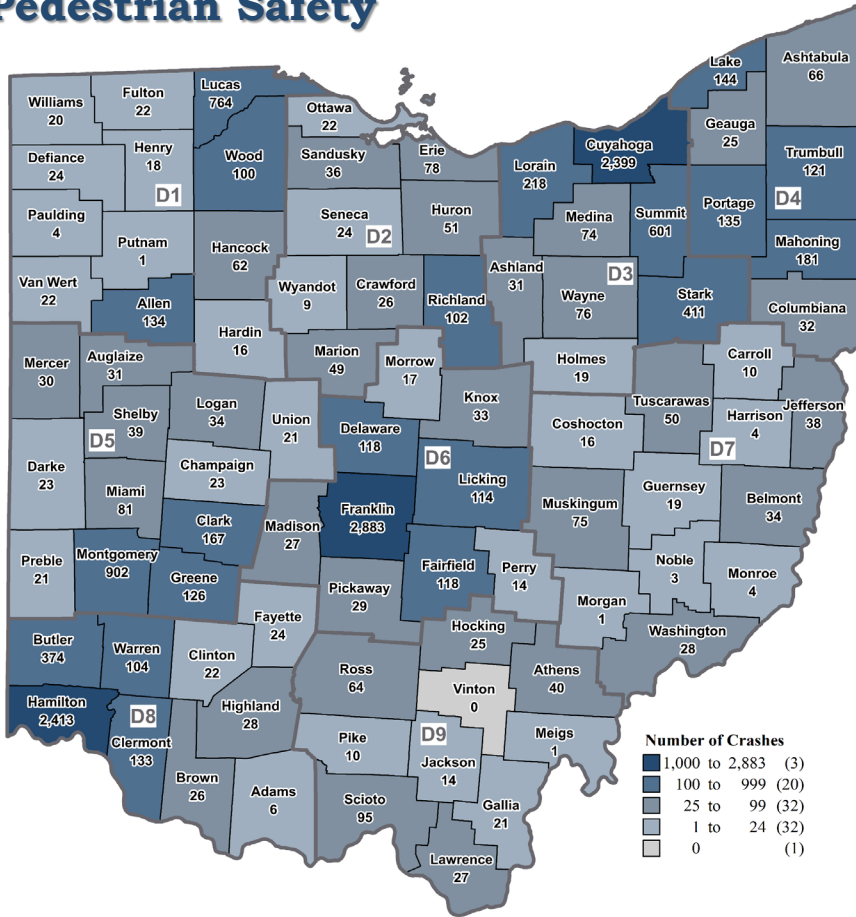 Pedestrian Safety
Williams
20
Fulton
22
Lucas
764
Ottawa
22
Lake
144
Ashtabula
66
Geauga
25
Defiance
24
Henry
18
D1
Wood
100
Sandusky
36
Erie
78
Lorain
218
Cuyahoga
2,399
Trumbull
121
D4
Paulding
4
Putnam
1
Hancock
62
Seneca
24
D2
Huron
51
Medina
74
Summit
601
Portage
135
Mahoning
181
Van Wert
22
Allen
134
Wyandot
9
Crawford
26
Richland
102
Ashland
31
Wayne
76
D3
Stark
411
Columbiana
32
Hardin
16
Mercer
30
Auglaize
31
Marion
49
Morrow
17
Holmes
19
Carroll
10
Shelby
39
D5
Logan
34
Union
21
Delaware
118
Knox
33
Coshocton
16
Tuscarawas
50
Harrison
4
D7
Jefferson
38
Darke
23
Miami
81
Champaign
23
D6
Licking
114
Clark
167
Madison
27
Franklin
2,883
Muskingum
75
Guernsey
19
Belmont
34
Preble
21
Montgomery
902
Greene
126
Pickaway
29
Fairfield
118
Perry
14
Noble
3
Monroe
4
Morgan
1
Washington
28
Butler
374
Warren
104
Clinton
22
Fayette
24
Hocking
25
Ross
64
Vinton
0
Athens
40
Hamilton
2,413
D8
Clermont
133
Highland
28
Pike
10
D9
Jackson
14
Meigs
1
Brown
26
Adams
6
Scioto
95
Gallia
21
Lawrence
27
Number of Crashes
1,000 to 2,883 (3)
100 to 999 (20)
25 to 99 (32)
1 to 24 (32)
0 (1)